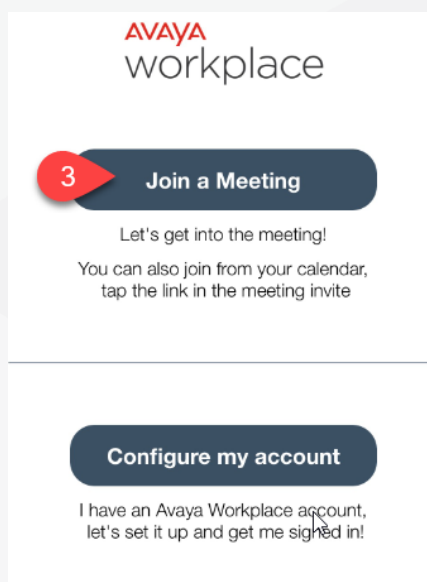 AVAYA
workplace
3
Join a Meeting
Let's get into the meeting!
You can also join from your calendar,
tap the link in the meeting invite
Configure my account
I have an Avaya Workplace account,
let's set it up and get me signed in!